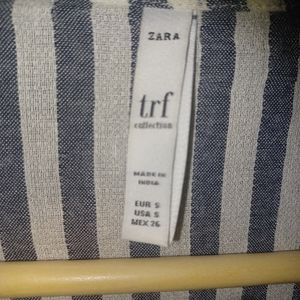 ZARA
trf
collection
MADE IN
INDIA
EUR S
USA S
MEX 26